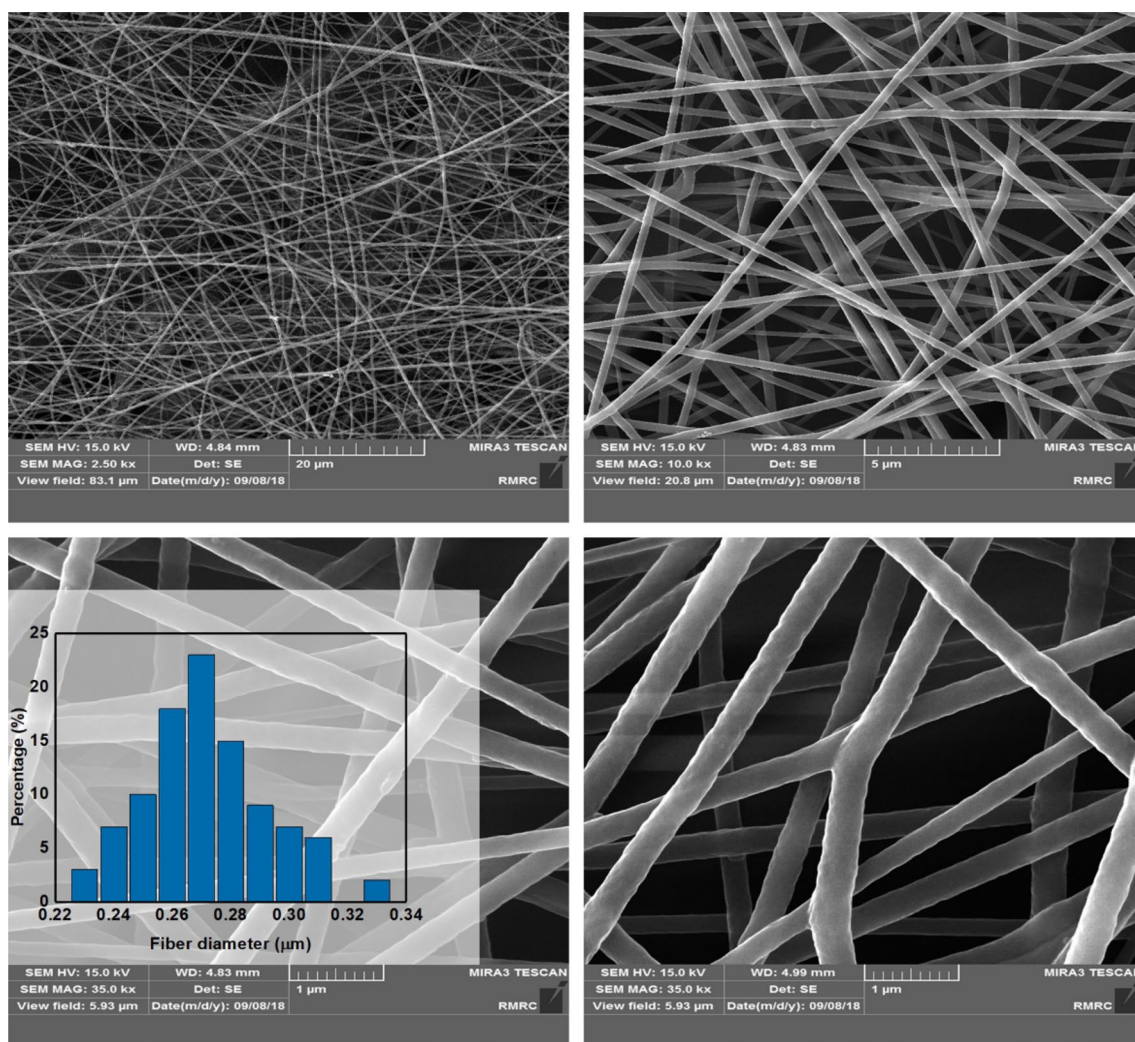 SEM HV: 15.0 kV WD: 4.84 mm MIRA3 TESCAN
SEM MAG: 2.50 kx Det: SE 20 µm
View field: 83.1 µm Date(m/d/y): 09/08/18 RMRC
SEM HV: 15.0 kV WD: 4.83 mm MIRA3 TESCAN
SEM MAG: 10.0 kx Det: SE 5 µm
View field: 20.8 µm Date(m/d/y): 09/08/18 RMRC
25
20
15
10
5
0
Percentage (%)
0.22 0.24 0.26 0.28 0.30 0.32 0.34
Fiber diameter (µm)
SEM HV: 15.0 kV WD: 4.83 mm MIRA3 TESCAN
SEM MAG: 35.0 kx Det: SE 1 µm
View field: 5.93 µm Date(m/d/y): 09/08/18 RMRC
SEM HV: 15.0 kV WD: 4.99 mm MIRA3 TESCAN
SEM MAG: 35.0 kx Det: SE 1 µm
View field: 5.93 µm Date(m/d/y): 09/08/18 RMRC